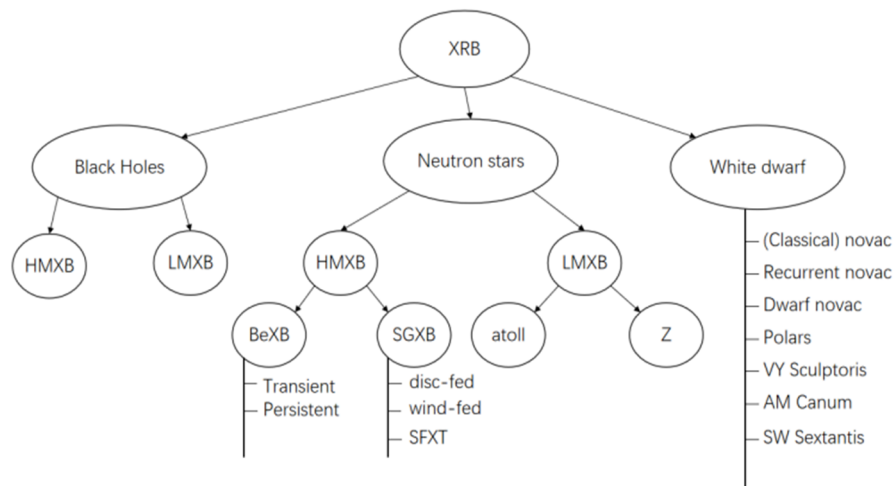 XRB
Black Holes
Neutron stars
White dwarf
HMXB
LMXB
HMXB
LMXB
BeXB
SGXB
atoll
Z
Transient
Persistent
disc-fed
wind-fed
SFXT
(Classical) novac
Recurrent novac
Dwarf novac
Polars
VY Sculptoris
AM Canum
SW Sextantis